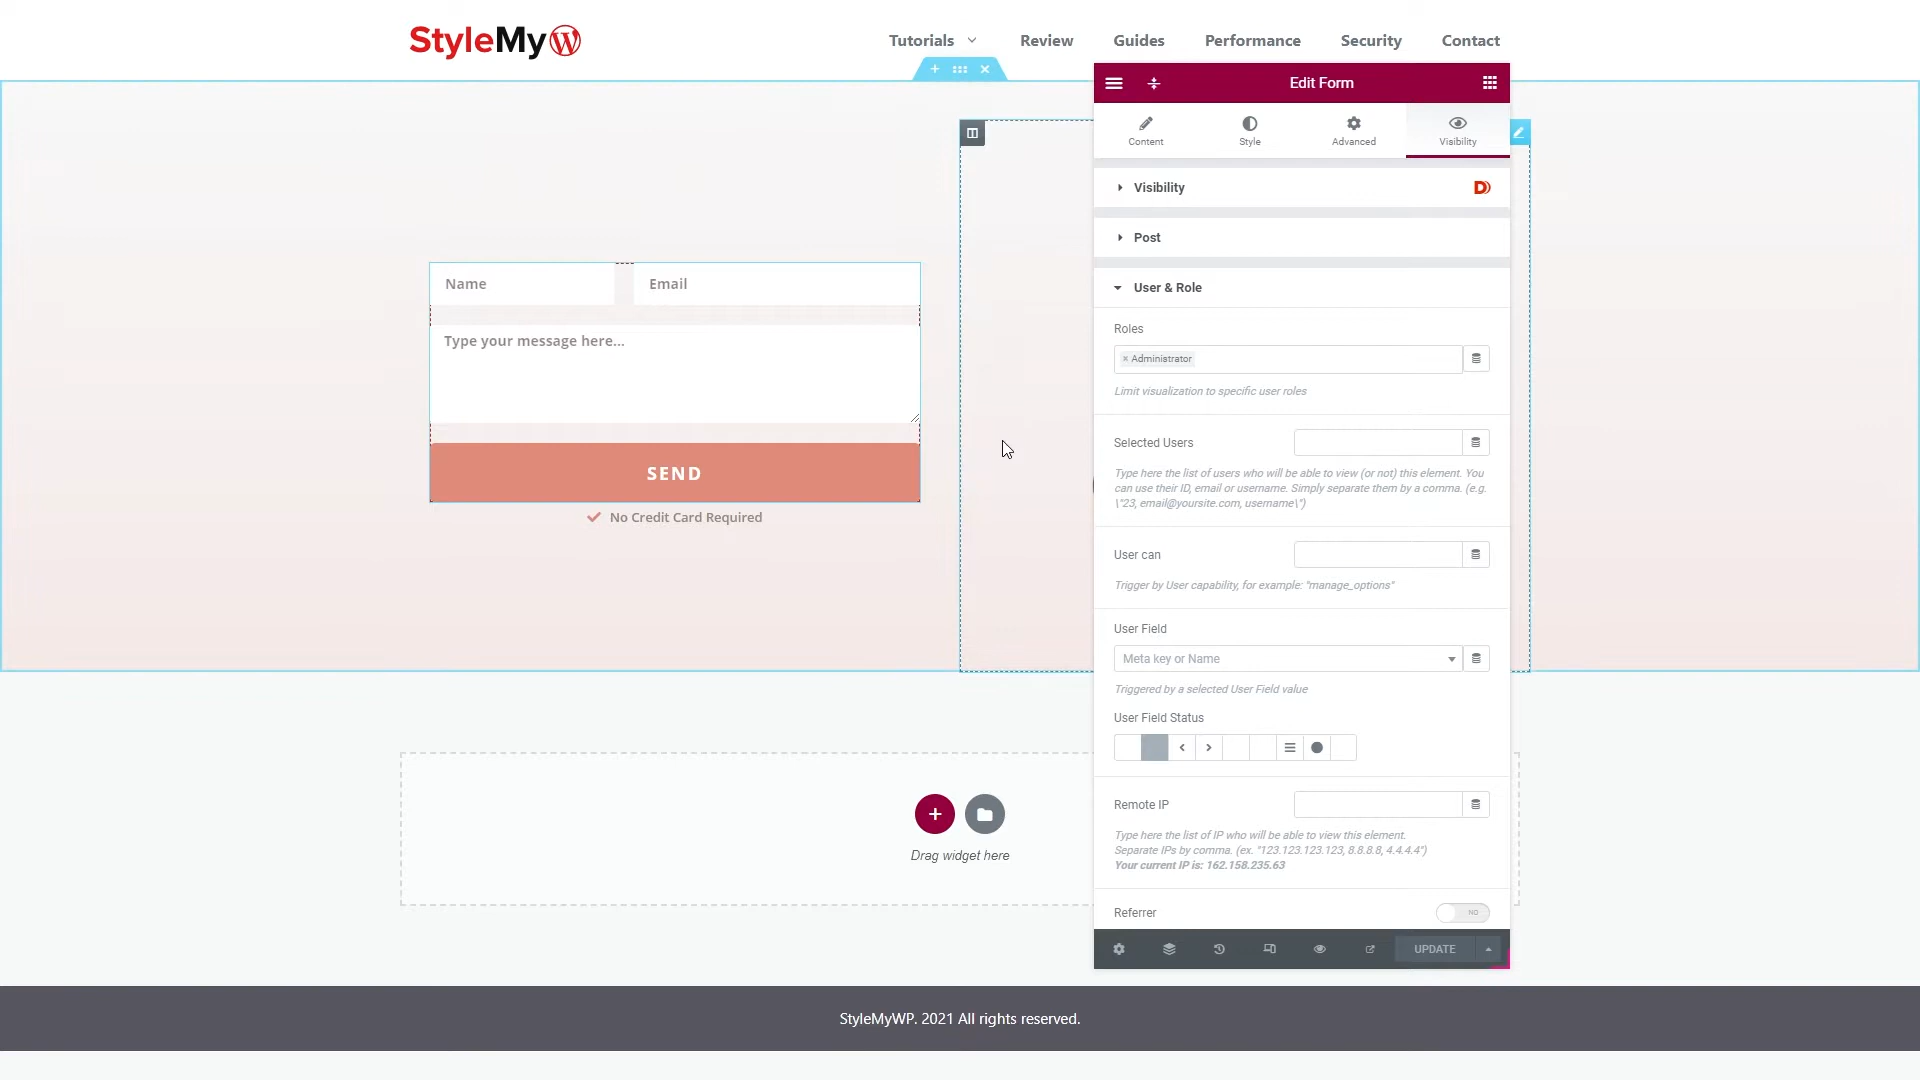 StyleMyW
Tutorials
Review
Guides
Performance
Security
Contact
Edit Form
Content
Style
Advanced
Visibility
Visibility
Post
User & Role
Roles
× Administrator
Limit visualization to specific user roles
Selected Users
Type here the list of users who will be able to view (or not) this element. You
can use their ID, email or username. Simply separate them by a comma. (e.g.
\"23, email@yoursite.com, username\")
User can
Trigger by User capability, for example: "manage_options"
User Field
Meta key or Name
Triggered by a selected User Field value
User Field Status
Remote IP
Type here the list of IP who will be able to view this element.
Separate IPs by comma. (ex. "123.123.123.123, 8.8.8.8, 4.4.4.4")
Your current IP is: 162.158.235.63
Referrer
NO
UPDATE
Name
Email
Type your message here...
SEND
No Credit Card Required
Drag widget here
StyleMyWP. 2021 All rights reserved.